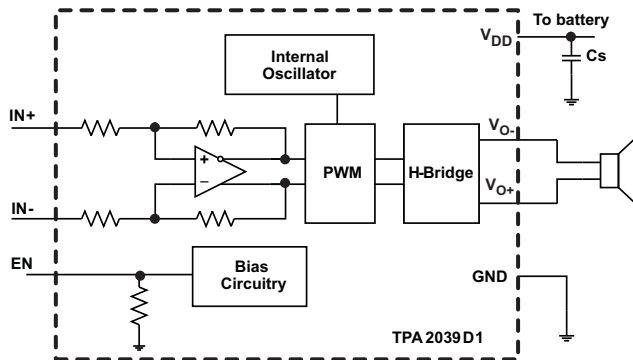 To battery
VDD
Cs
Internal
Oscillator
IN+
+
−
PWM
H-Bridge
VO-
VO+
IN-
EN
Bias
Circuitry
GND
TPA2039D1